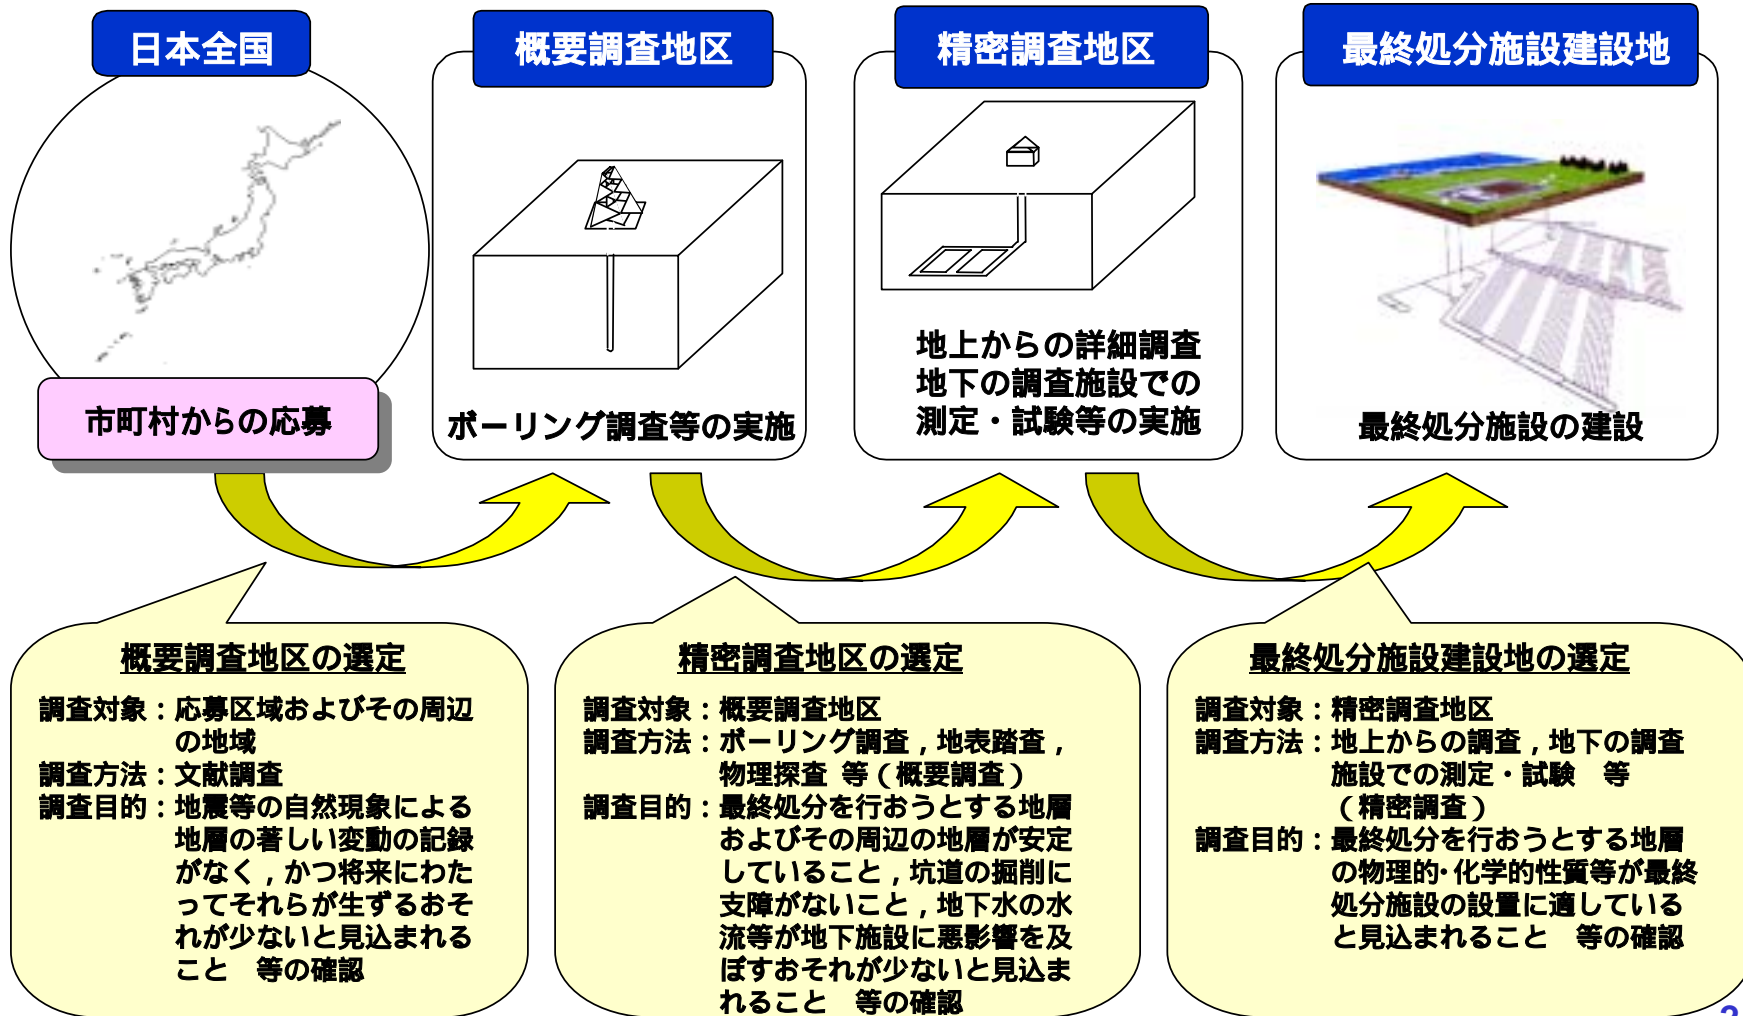 日本全国
市町村からの応募
概要調査地区
ボーリング調査等の実施
精密調査地区
地上からの詳細調査
地下の調査施設での
測定・試験等の実施
最終処分施設建設地
最終処分施設の建設
概要調査地区の選定
調査対象：応募区域およびその周辺
の地域
調査方法：文献調査
調査目的：地震等の自然現象による
地層の著しい変動の記録
がなく，かつ将来にわた
ってそれらが生ずるおそ
れが少ないと見込まれる
こと　等の確認
精密調査地区の選定
調査対象：概要調査地区
調査方法：ボーリング調査，地表踏査，
物理探査 等（概要調査）
調査目的：最終処分を行おうとする地層
およびその周辺の地層が安定
していること，坑道の掘削に
支障がないこと，地下水の水
流等が地下施設に悪影響を及
ぼすおそれが少ないと見込ま
れること　等の確認
最終処分施設建設地の選定
調査対象：精密調査地区
調査方法：地上からの調査，地下の調査
施設での測定・試験　等
（精密調査）
調査目的：最終処分を行おうとする地層
の物理的・化学的性質等が最終
処分施設の設置に適している
と見込まれること　等の確認